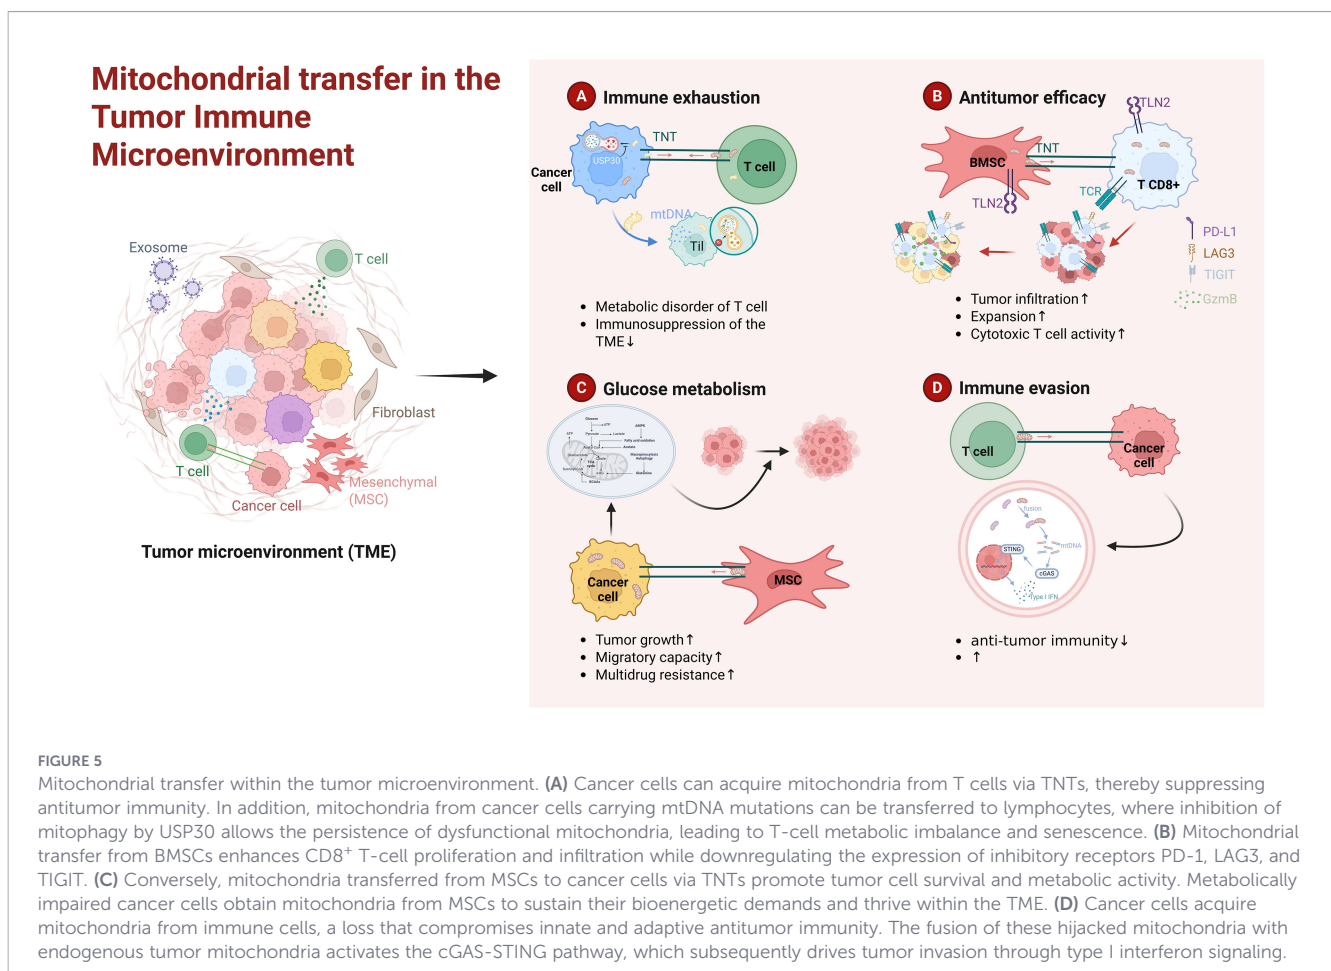 Mitochondrial transfer in the
Tumor Immune
Microenvironment
Exosome
T cell
Fibroblast
T cell
Mesenchymal
(MSC)
Cancer cell
Tumor microenvironment (TME)
A Immune exhaustion
TNT
USP30
Cancer
cell
T cell
mtDNA
Til
• Metabolic disorder of T cell
• Immunosuppression of the
TME↓
B Antitumor efficacy
TLN2
TNT
BMSC
T CD8+
TCR
TLN2
PD-L1
LAG3
TIGIT
GzmB
• Tumor infiltration↑
• Expansion↑
• Cytotoxic T cell activity↑
C Glucose metabolism
Glucose
ATP
Pyruvate
Lactate
AMPK
ATP
Fatty acid oxidation
Acetate
TCA
cycle
Cancer
cell
MSC
• Tumor growth↑
• Migratory capacity↑
• Multidrug resistance↑
D Immune evasion
T cell
Cancer
cell
fusion
mtDNA
STING
cGAS
Type I IFN
• anti-tumor immunity↓
• ↑
FIGURE 5
Mitochondrial transfer within the tumor microenvironment. (A) Cancer cells can acquire mitochondria from T cells via TNTs, thereby suppressing
antitumor immunity. In addition, mitochondria from cancer cells carrying mtDNA mutations can be transferred to lymphocytes, where inhibition of
mitophagy by USP30 allows the persistence of dysfunctional mitochondria, leading to T-cell metabolic imbalance and senescence. (B) Mitochondrial
transfer from BMSCs enhances CD8⁺ T-cell proliferation and infiltration while downregulating the expression of inhibitory receptors PD-1, LAG3, and
TIGIT. (C) Conversely, mitochondria transferred from MSCs to cancer cells via TNTs promote tumor cell survival and metabolic activity. Metabolically
impaired cancer cells obtain mitochondria from MSCs to sustain their bioenergetic demands and thrive within the TME. (D) Cancer cells acquire
mitochondria from immune cells, a loss that compromises innate and adaptive antitumor immunity. The fusion of these hijacked mitochondria with
endogenous tumor mitochondria activates the cGAS-STING pathway, which subsequently drives tumor invasion through type I interferon signaling.